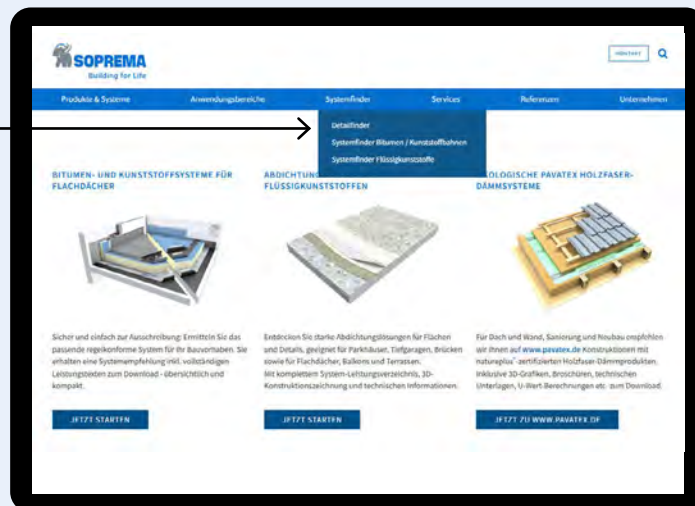 SOPREMA
Building for Life
KONTAKT
Produkte & Systeme
Anwendungsbereiche
Systemfinder
Services
Referenzen
Unternehmen
Detailfinder
Systemfinder Bitumen / Kunststoffbahnen
Systemfinder Flüssigkunststoffe
BITUMEN- UND KUNSTSTOFFSYSTEME FÜR
FLACHDÄCHER
Sicher und einfach zur Ausschreibung: Ermitteln Sie das
passende regelkonforme System für Ihr Bauvorhaben. Sie
erhalten eine Systemempfehlung inkl. vollständigen
Leistungstexten zum Download - übersichtlich und
kompakt.
JETZT STARTEN
ABDICHTUN
FLÜSSIGKUNSTSTOFFEN
Entdecken Sie starke Abdichtungslösungen für Flächen
und Details, geeignet für Parkhäuser, Tiefgaragen, Brücken
sowie für Flachdächer, Balkons und Terrassen.
Mit komplettem System-Leistungsverzeichnis, 3D-
Konstruktionszeichnung und technischen Informationen.
JETZT STARTEN
OLOGISCHE PAVATEX HOLZFASER-
DÄMMSYSTEME
Für Dach und Wand, Sanierung und Neubau empfehlen
wir Ihnen auf www.pavatex.de Konstruktionen mit
natureplus®-zertifizierten Holzfaser-Dämmprodukten.
Inklusive 3D-Grafiken, Broschüren, technischen
Unterlagen, U-Wert-Berechnungen etc. zum Download.
JETZT ZU WWW.PAVATEX.DE